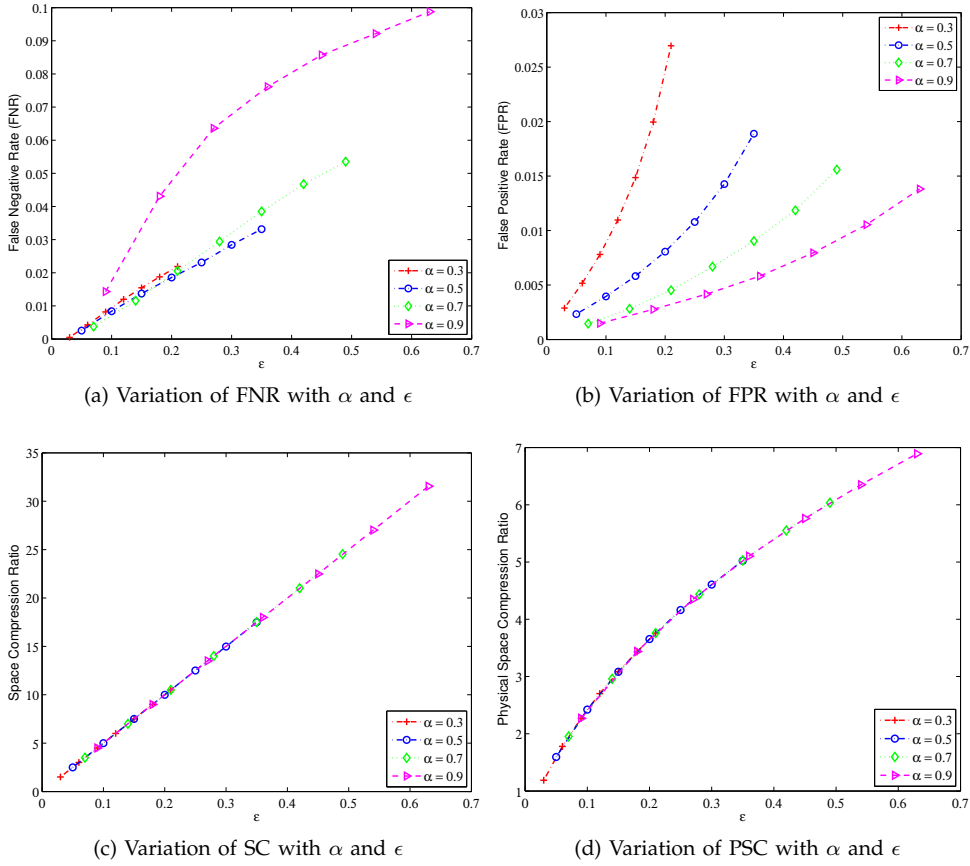 0.1
0.09
0.08
0.07
0.06
0.05
0.04
0.03
0.02
0.01
0
False Negative Rate (FNR)
0 0.1 0.2 0.3 0.4 0.5 0.6 0.7
ε
α = 0.3
α = 0.5
α = 0.7
α = 0.9
(a) Variation of FNR with α and ϵ
0.03
0.025
0.02
0.015
0.01
0.005
0
False Positive Rate (FPR)
0 0.1 0.2 0.3 0.4 0.5 0.6 0.7
ε
α = 0.3
α = 0.5
α = 0.7
α = 0.9
(b) Variation of FPR with α and ϵ
35
30
25
20
15
10
5
0
Space Compression Ratio
0 0.1 0.2 0.3 0.4 0.5 0.6 0.7
ε
α = 0.3
α = 0.5
α = 0.7
α = 0.9
(c) Variation of SC with α and ϵ
7
6
5
4
3
2
1
Physical Space Compression Ratio
0 0.1 0.2 0.3 0.4 0.5 0.6 0.7
ε
α = 0.3
α = 0.5
α = 0.7
α = 0.9
(d) Variation of PSC with α and ϵ